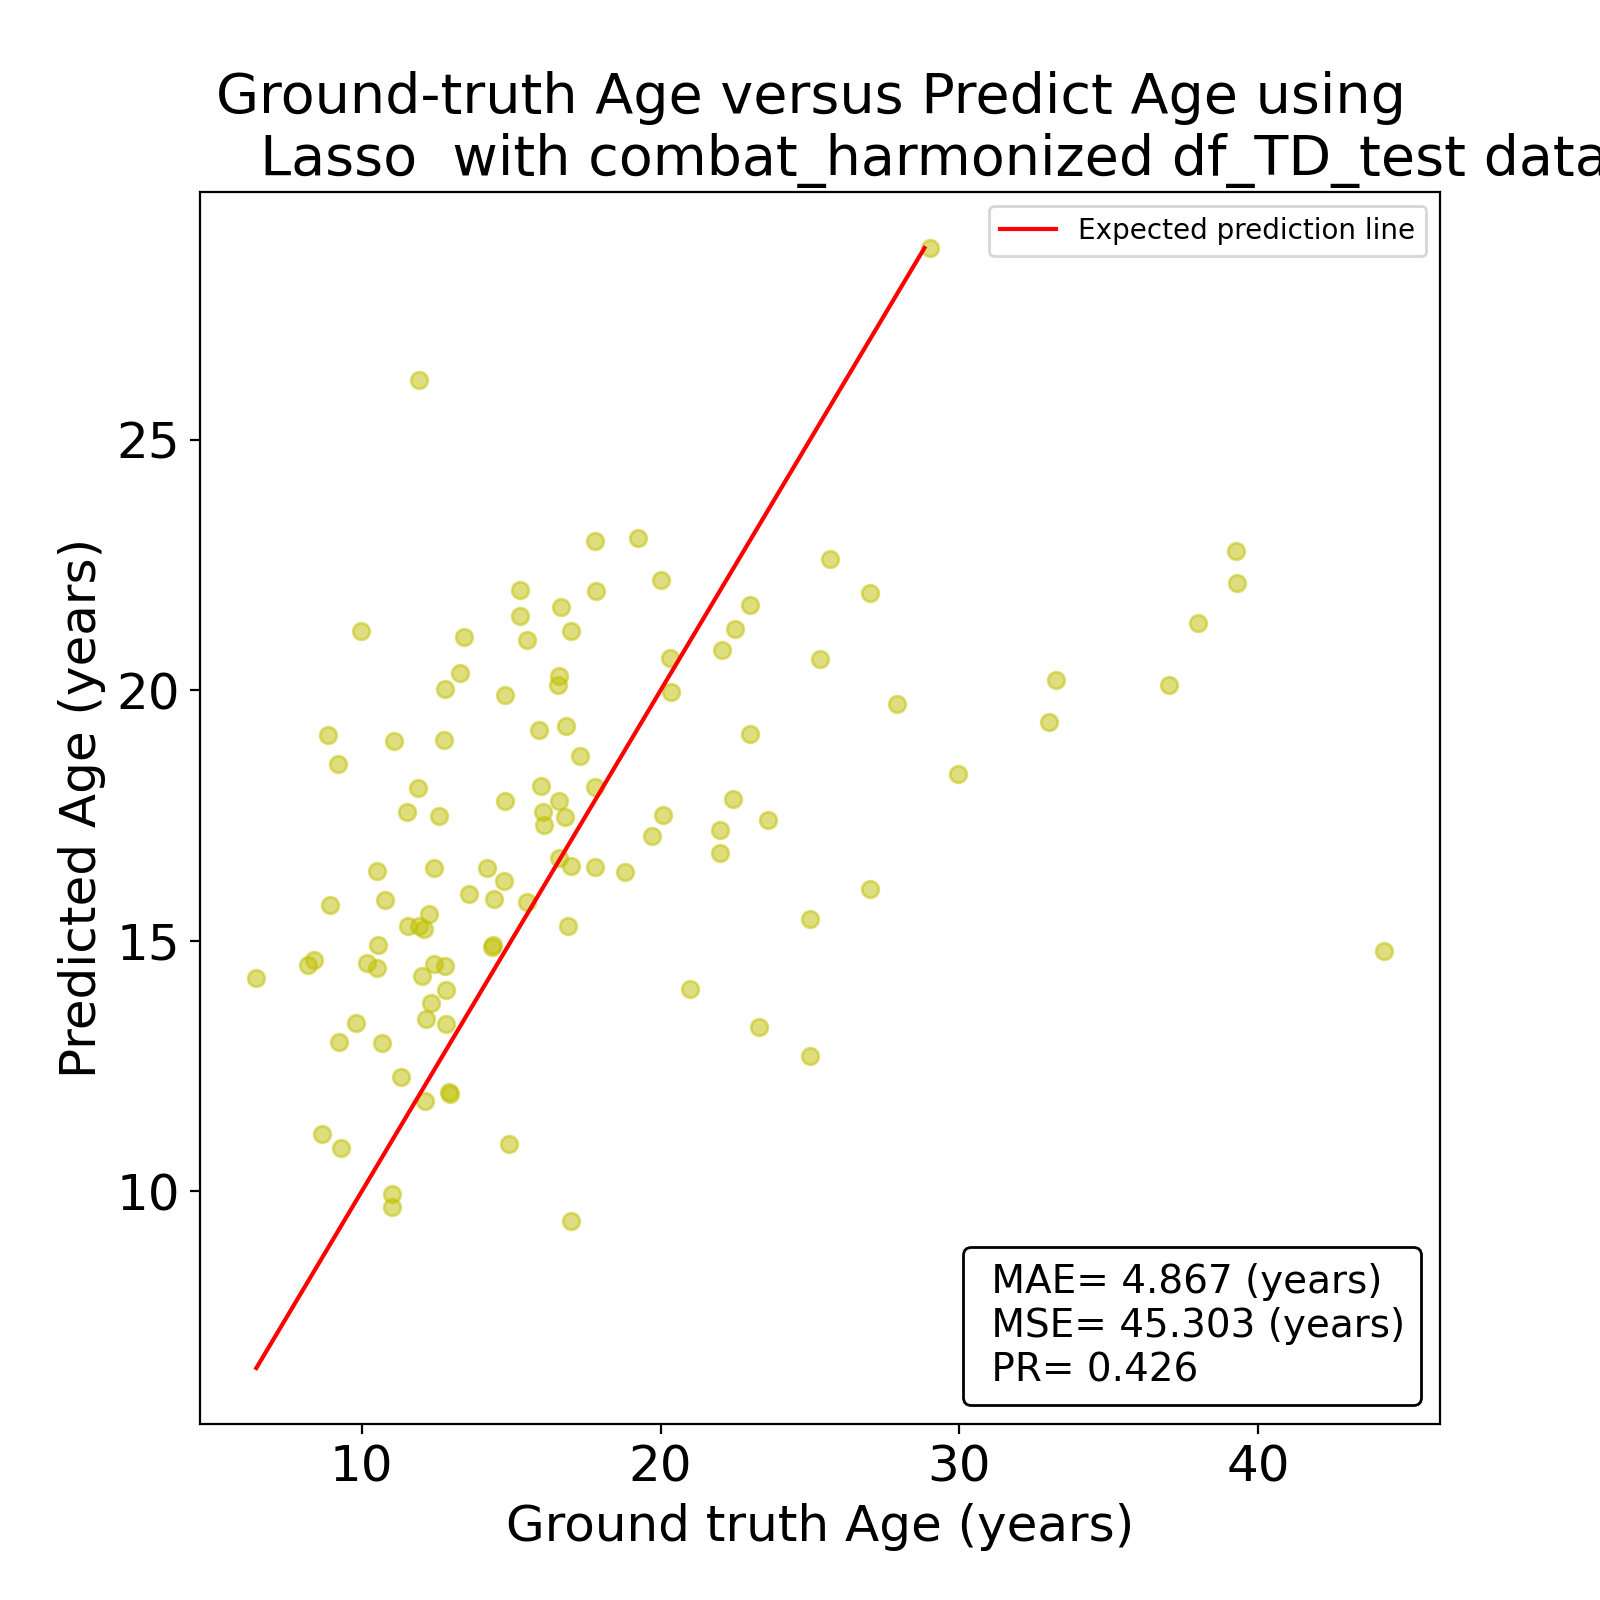 Ground-truth Age versus Predict Age using
Lasso  with combat_harmonized df_TD_test data
Expected prediction line
25
20
15
10
Predicted Age (years)
MAE= 4.867 (years)
MSE= 45.303 (years)
PR= 0.426
10 20 30 40
Ground truth Age (years)